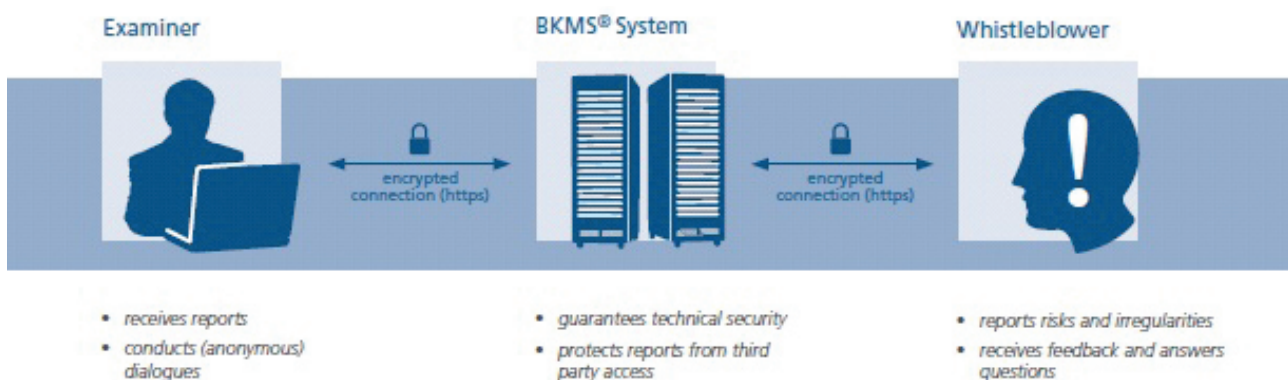 Examiner
BKMS® System
Whistleblower
encrypted
connection (https)
encrypted
connection (https)
• receives reports
• conducts (anonymous)
dialogues
• guarantees technical security
• protects reports from third
party access
• reports risks and irregularities
• receives feedback and answers
questions